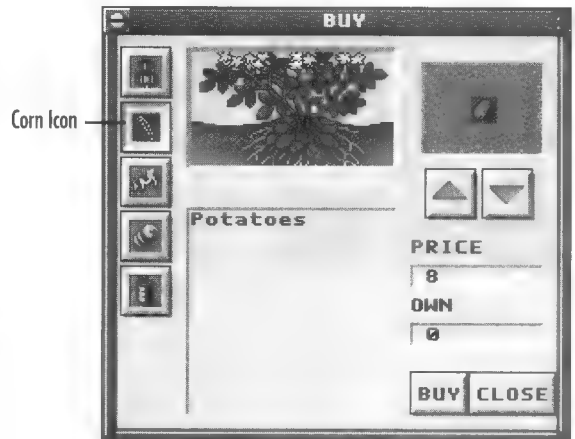 BUY
Corn Icon
Potatoes
PRICE
8
OWN
0
BUY CLOSE